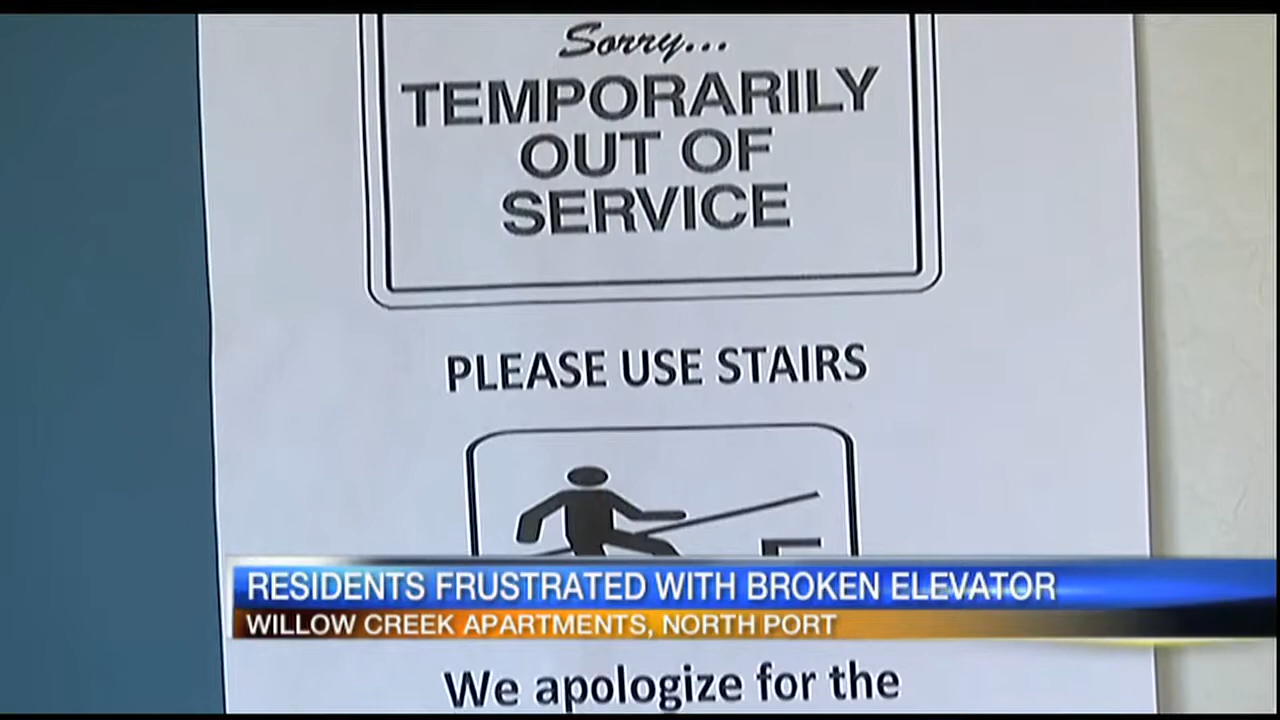 Sorry...
TEMPORARILY
OUT OF
SERVICE
PLEASE USE STAIRS
RESIDENTS FRUSTRATED WITH BROKEN ELEVATOR
WILLOW CREEK APARTMENTS, NORTH PORT
We apologize for the